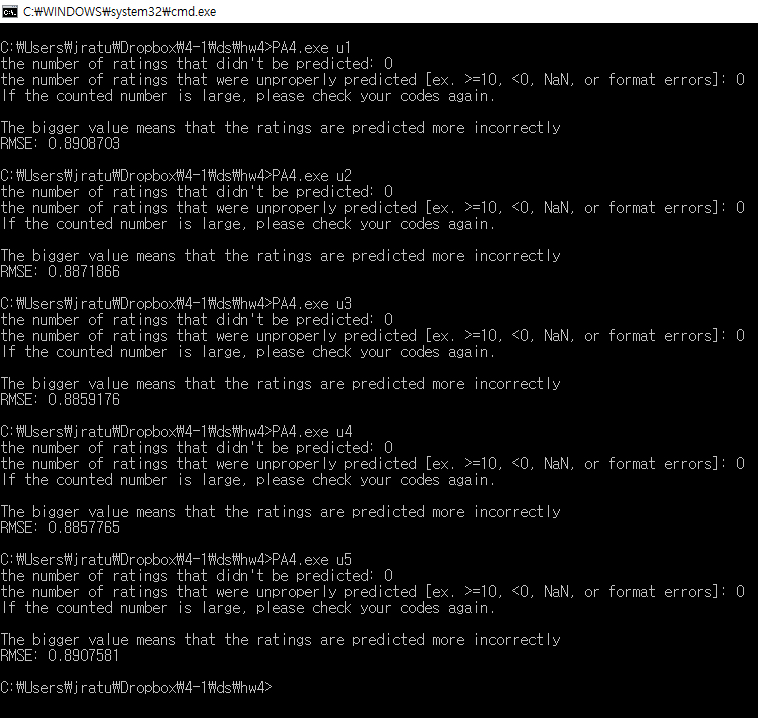 C:₩WINDOWS₩system32₩cmd.exe
C:₩Users₩jratu₩Dropbox₩4-1₩ds₩hw4>PA4.exe u1
the number of ratings that didn't be predicted: 0
the number of ratings that were unproperly predicted [ex. >=10, <0, NaN, or format errors]: 0
If the counted number is large, please check your codes again.
The bigger value means that the ratings are predicted more incorrectly
RMSE: 0.8908703
C:₩Users₩jratu₩Dropbox₩4-1₩ds₩hw4>PA4.exe u2
the number of ratings that didn't be predicted: 0
the number of ratings that were unproperly predicted [ex. >=10, <0, NaN, or format errors]: 0
If the counted number is large, please check your codes again.
The bigger value means that the ratings are predicted more incorrectly
RMSE: 0.8871866
C:₩Users₩jratu₩Dropbox₩4-1₩ds₩hw4>PA4.exe u3
the number of ratings that didn't be predicted: 0
the number of ratings that were unproperly predicted [ex. >=10, <0, NaN, or format errors]: 0
If the counted number is large, please check your codes again.
The bigger value means that the ratings are predicted more incorrectly
RMSE: 0.8859176
C:₩Users₩jratu₩Dropbox₩4-1₩ds₩hw4>PA4.exe u4
the number of ratings that didn't be predicted: 0
the number of ratings that were unproperly predicted [ex. >=10, <0, NaN, or format errors]: 0
If the counted number is large, please check your codes again.
The bigger value means that the ratings are predicted more incorrectly
RMSE: 0.8857765
C:₩Users₩jratu₩Dropbox₩4-1₩ds₩hw4>PA4.exe u5
the number of ratings that didn't be predicted: 0
the number of ratings that were unproperly predicted [ex. >=10, <0, NaN, or format errors]: 0
If the counted number is large, please check your codes again.
The bigger value means that the ratings are predicted more incorrectly
RMSE: 0.8907581
C:₩Users₩jratu₩Dropbox₩4-1₩ds₩hw4>